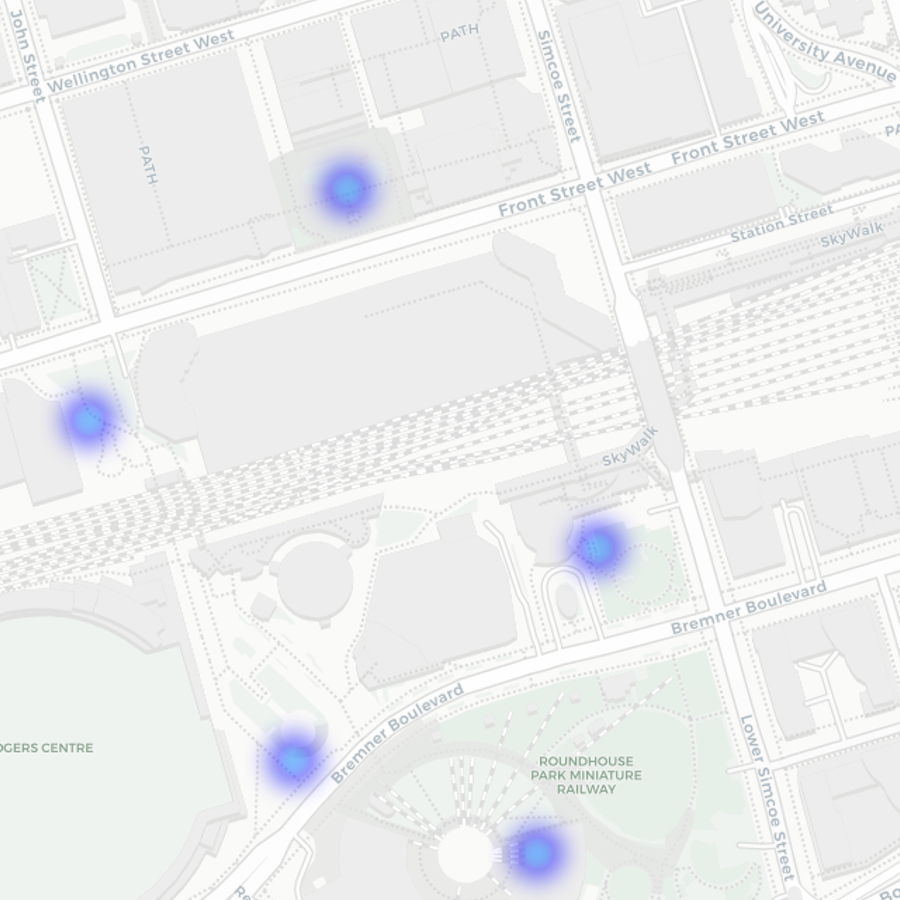 John Street
Wellington Street West
PATH
Simcoe Street
University Avenue
PATH
Front Street West
Front Street West
PA
Station Street
SkyWalk
SkyWalk
Bremner Boulevard
Bremner Boulevard
OGERS CENTRE
ROUNDHOUSE
PARK MINIATURE
RAILWAY
Lower Simcoe Street
Re
Bo